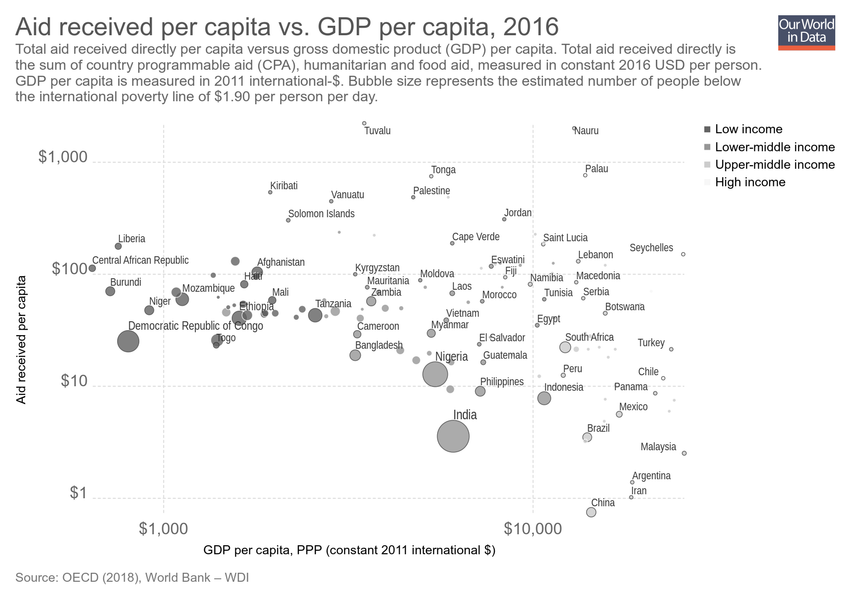 Aid received per capita vs. GDP per capita, 2016
Our World
in Data
Total aid received directly per capita versus gross domestic product (GDP) per capita. Total aid received directly is
the sum of country programmable aid (CPA), humanitarian and food aid, measured in constant 2016 USD per person.
GDP per capita is measured in 2011 international-$. Bubble size represents the estimated number of people below
the international poverty line of $1.90 per person per day.
Low income
Lower-middle income
Upper-middle income
High income
Aid received per capita
$1,000
$100
$10
$1
Tuvalu
Nauru
Tonga
Palau
Kiribati
Vanuatu
Palestine
Solomon Islands
Jordan
Liberia
Cape Verde
Saint Lucia
Seychelles
Central African Republic
Afghanistan
Kyrgyzstan
Moldova
Eswatini
Lebanon
Fiji
Burundi
Haiti
Mauritania
Namibia
Macedonia
Mozambique
Mali
Zambia
Laos
Morocco
Tunisia
Serbia
Niger
Ethiopia
Tanzania
Vietnam
Botswana
Democratic Republic of Congo
Cameroon
Myanmar
Egypt
Togo
Bangladesh
El Salvador
South Africa
Turkey
Nigeria
Guatemala
Peru
Chile
Philippines
Indonesia
Panama
India
Mexico
Brazil
Malaysia
Argentina
Iran
China
$1,000
$10,000
GDP per capita, PPP (constant 2011 international $)
Source: OECD (2018), World Bank – WDI